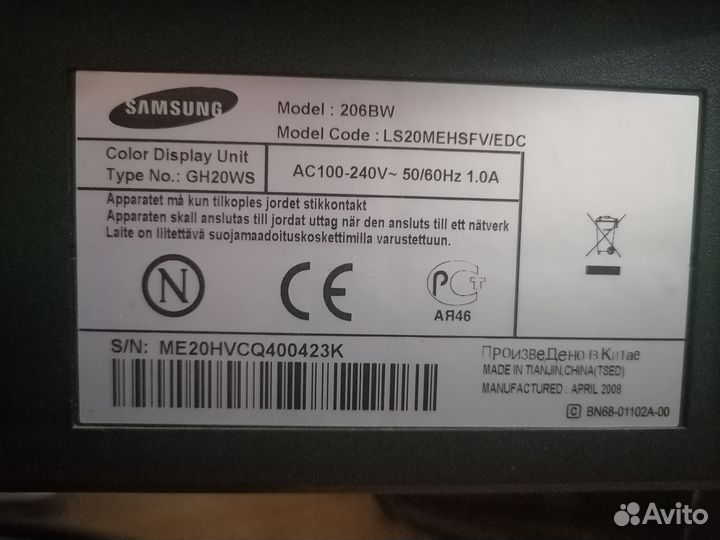 SAMSUNG
Model : 206BW
Model Code : LS20MEHSFV/EDC
Color Display Unit
Type No.: GH20WS
AC100-240V~ 50/60Hz 1.0A
Apparatet må kun tilkoples jordet stikkontakt
Apparaten skall anslutas till jordat uttag när den ansluts till ett nätverk
Laite on liitettävä suojamaadoituskoskettimilla varustettuun.
N
CE
РСТ
АЯ46
S/N: ME20HVCQ400423K
ПроизвеДено в Китае
MADE IN TIANJIN,CHINA(TSED)
MANUFACTURED : APRIL 2008
C BN68-01102A-00
Avito